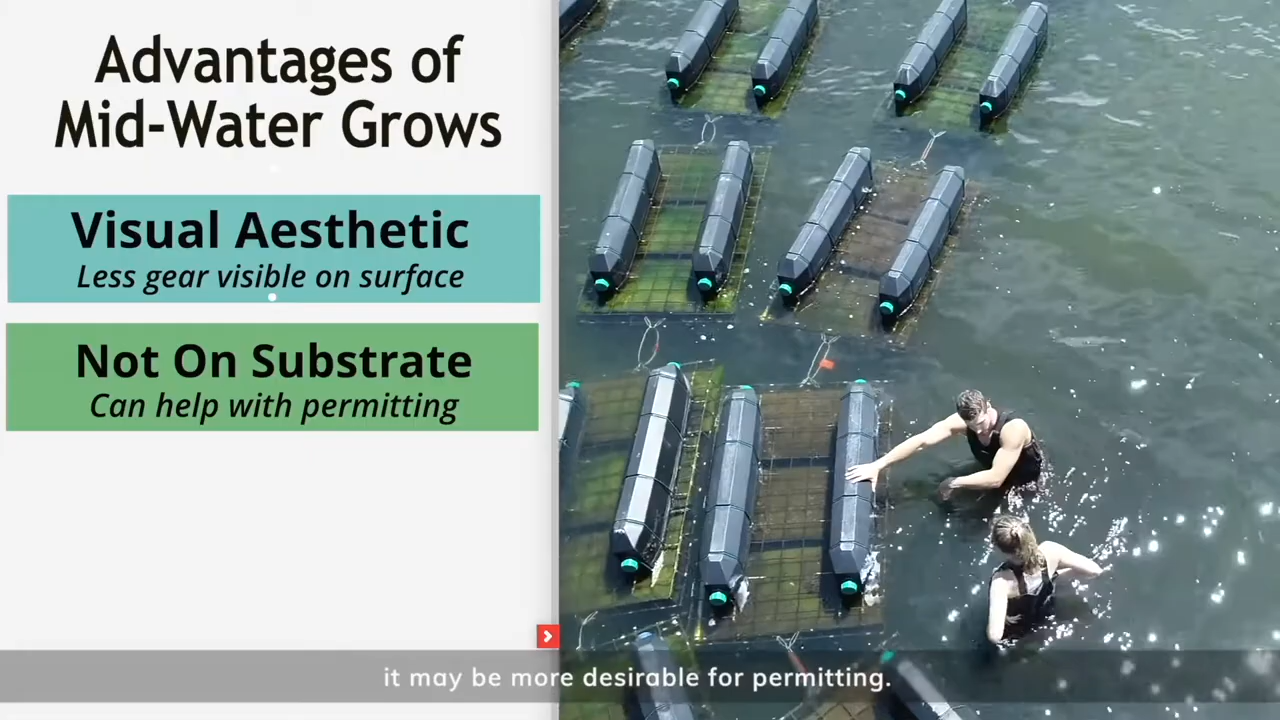 Advantages of
Mid-Water Grows
Visual Aesthetic
Less gear visible on surface
Not On Substrate
Can help with permitting
it may be more desirable for permitting.